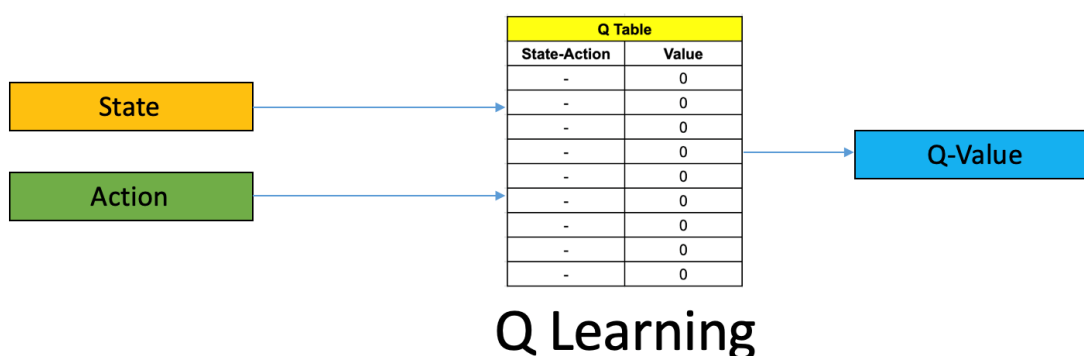 Q Table
State-Action Value
- 0
- 0
State
- 0
- 0
Q-Value
- 0
Action
- 0
- 0
- 0
- 0
Q Learning